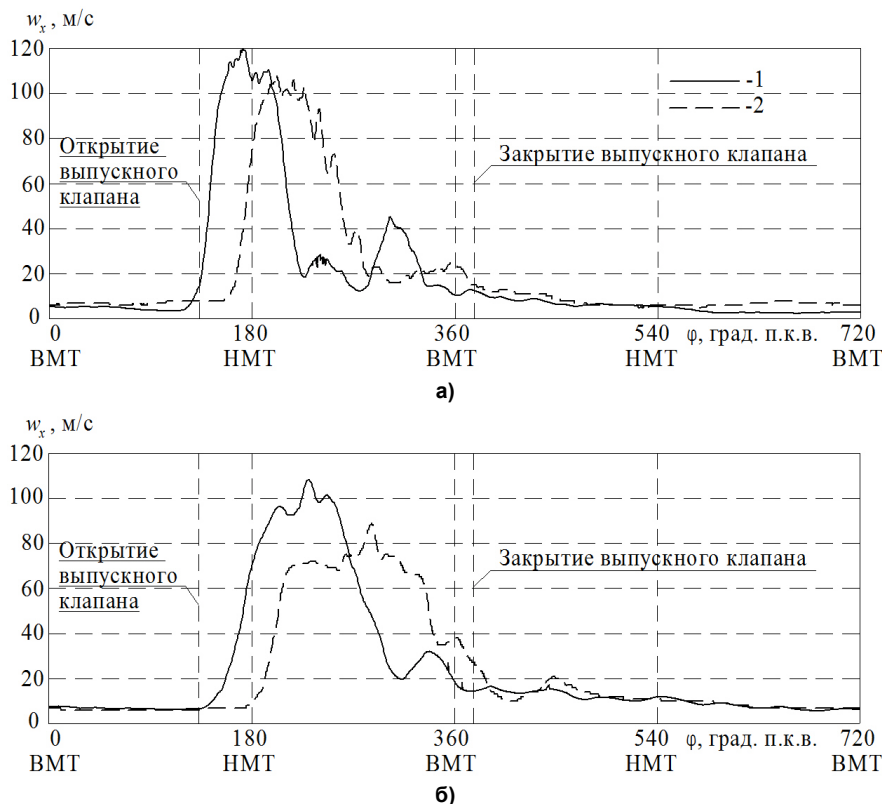 wₓ , м/с
120
100
80
60
40
20
0
-1
-2
Открытие
выпускного
клапана
Закрытие выпускного клапана
0 180 360 540 φ, град. п.к.в. 720
ВМТ НМТ ВМТ НМТ ВМТ
а)
wₓ , м/с
120
100
80
60
40
20
0
Открытие
выпускного
клапана
Закрытие выпускного клапана
0 180 360 540 φ, град. п.к.в. 720
ВМТ НМТ ВМТ НМТ ВМТ
б)